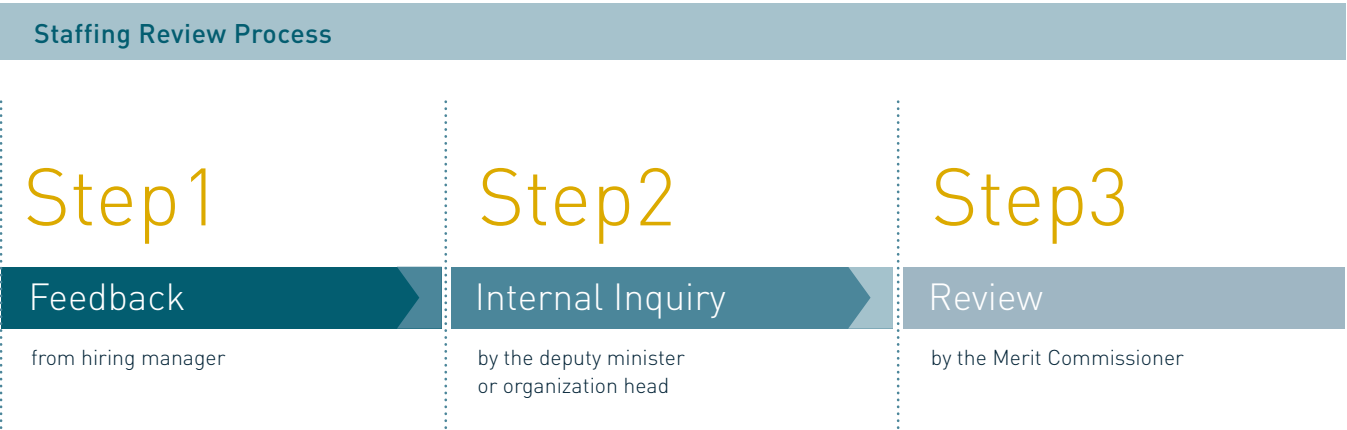 Staffing Review Process
Step1
Feedback
from hiring manager
Step2
Internal Inquiry
by the deputy minister
or organization head
Step3
Review
by the Merit Commissioner